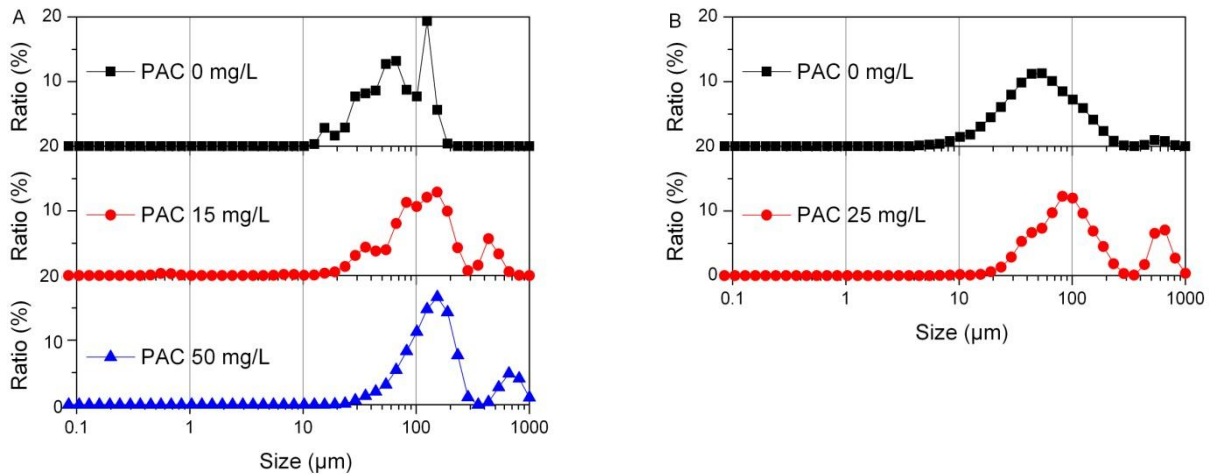 A
20
Ratio (%)
10
PAC 0 mg/L
20
Ratio (%)
10
PAC 15 mg/L
20
Ratio (%)
10
PAC 50 mg/L
0
0.1 1 10 100 1000
Size (µm)
B
20
Ratio (%)
10
PAC 0 mg/L
20
Ratio (%)
10
PAC 25 mg/L
0
0.1 1 10 100 1000
Size (µm)